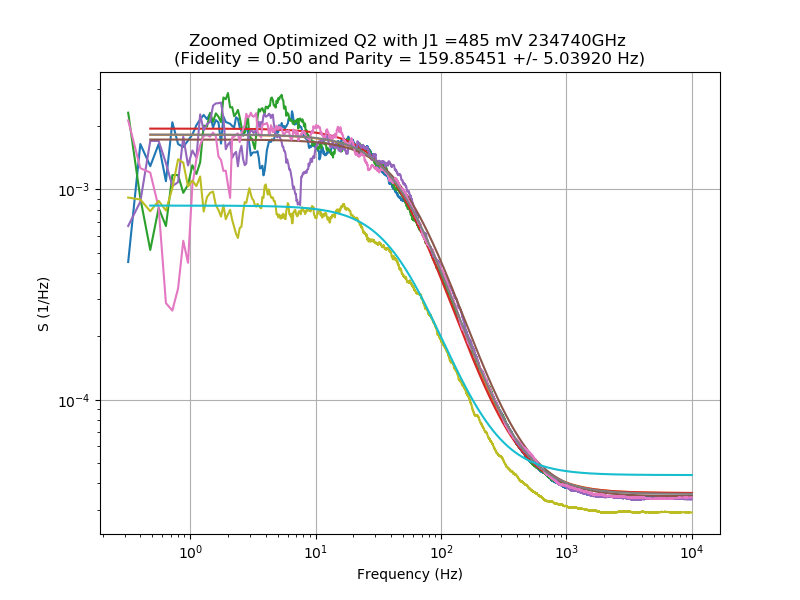 Zoomed Optimized Q2 with J1 =485 mV 234740GHz
(Fidelity = 0.50 and Parity = 159.85451 +/- 5.03920 Hz)
S (1/Hz)
10⁻³
10⁻⁴
10⁰ 10¹ 10² 10³ 10⁴
Frequency (Hz)